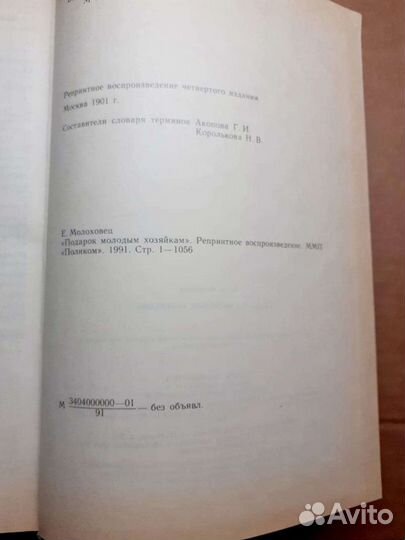 М
Репринтное воспроизведение четвертого издания
Москва 1901 г.
Составители словаря терминов Акопова Г. И
Королькова Н. В
Е. Молоховец
«Подарок молодым хозяйкам». Репринтное воспроизведение. ММП
«Поликом». 1991. Стр. 1—1056
М 3404000000—01
91
— без объявл.
Avito